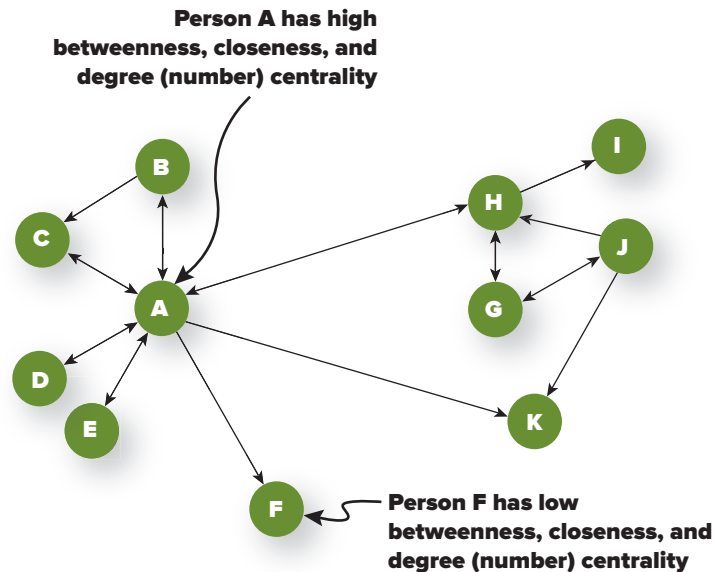 Person A has high
betweenness, closeness, and
degree (number) centrality
I
B
H
C
J
A
G
D
K
E
F
Person F has low
betweenness, closeness, and
degree (number) centrality